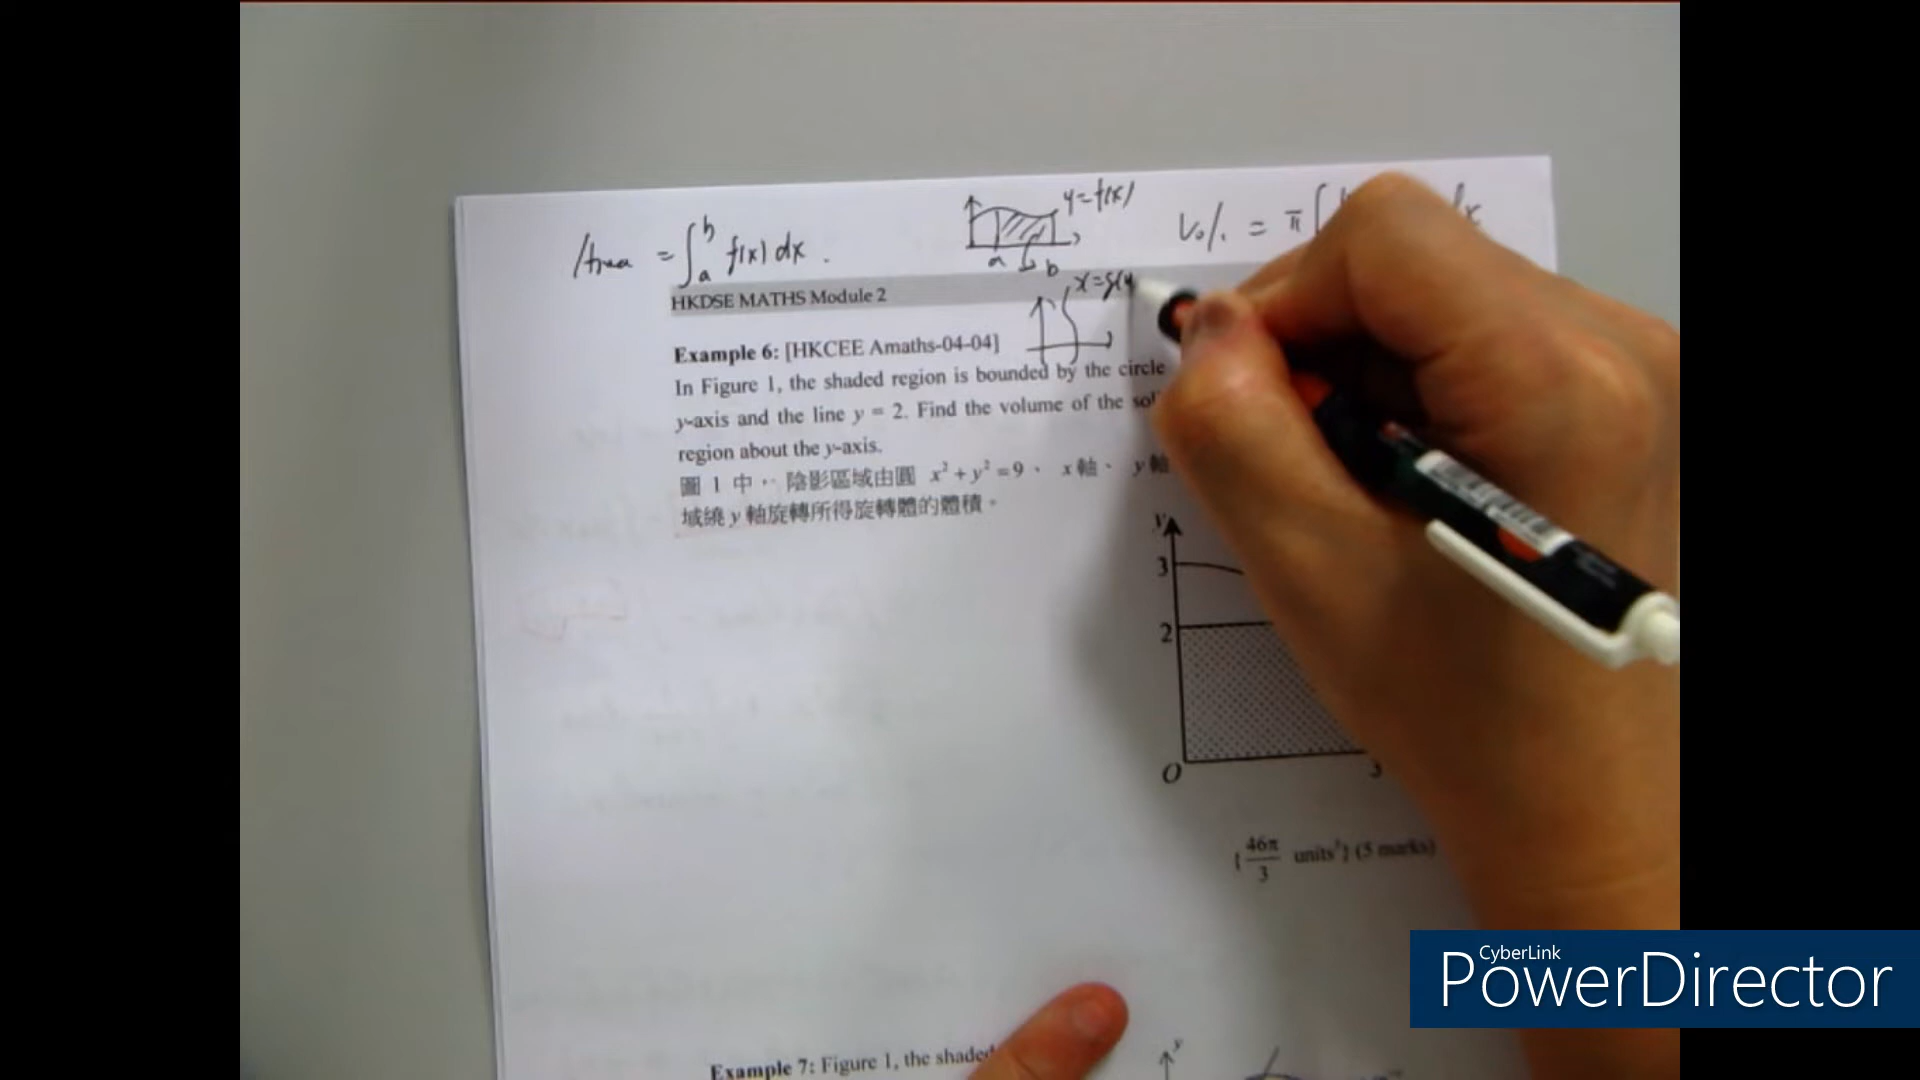 Area = ∫ₐᵇ f(x) dx .
y=f(x)
a
b
Vol. = π∫
dx
HKDSE MATHS Module 2
x=g(y
Example 6: [HKCEE Amaths-04-04]
In Figure 1, the shaded region is bounded by the circle
y-axis and the line y = 2. Find the volume of the
region about the y-axis.
圖 1 中,陰影區域由圓 x² + y² = 9、 x 軸、 y 軸
域繞 y 軸旋轉所得旋轉體的體積。
y
3
2
O
3
[46π/3 units³] (5 marks)
Example 7: Figure 1, the shaded
y
CyberLink
PowerDirector